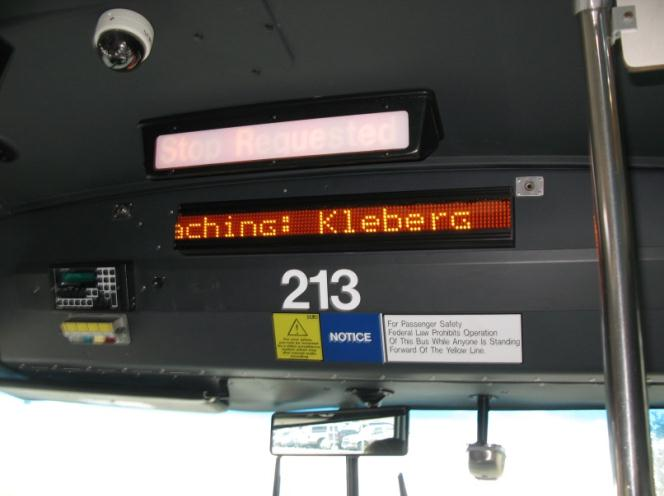 Stop Requested
aching: Kleberg
213
NOTICE
For Passenger Safety
Federal Law Prohibits Operation
Of This Bus While Anyone Is Standing
Forward Of The Yellow Line.